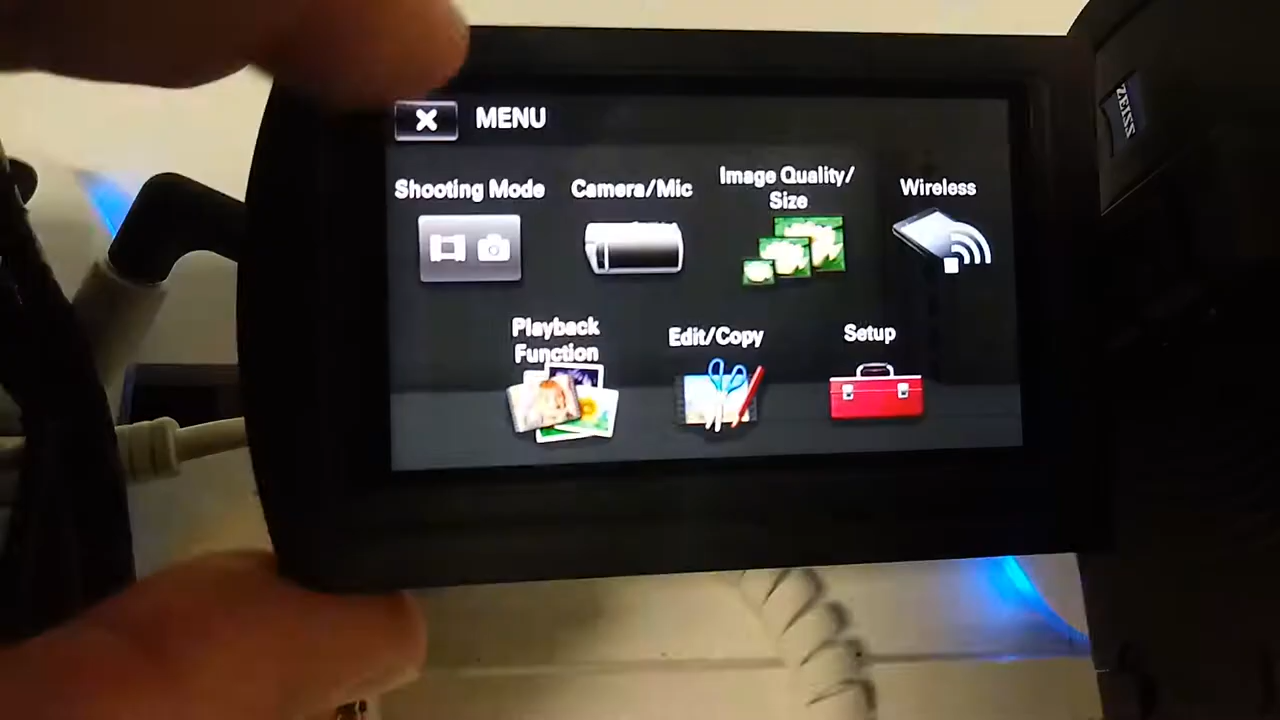 MENU
ZEISS
Shooting Mode
Camera/Mic
Image Quality/
Size
Wireless
Playback
Function
Edit/Copy
Setup